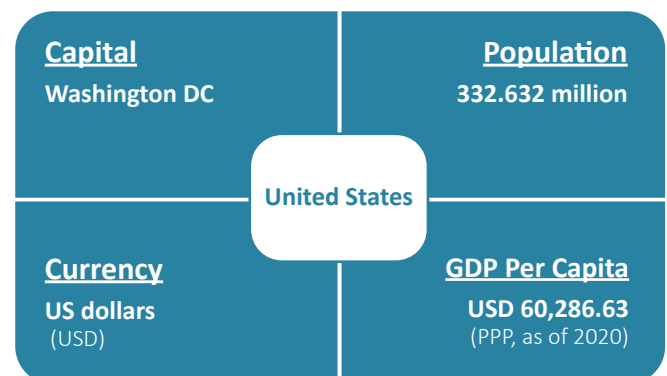 Capital
Washington DC
Population
332.632 million
United States
Currency
US dollars
(USD)
GDP Per Capita
USD 60,286.63
(PPP, as of 2020)